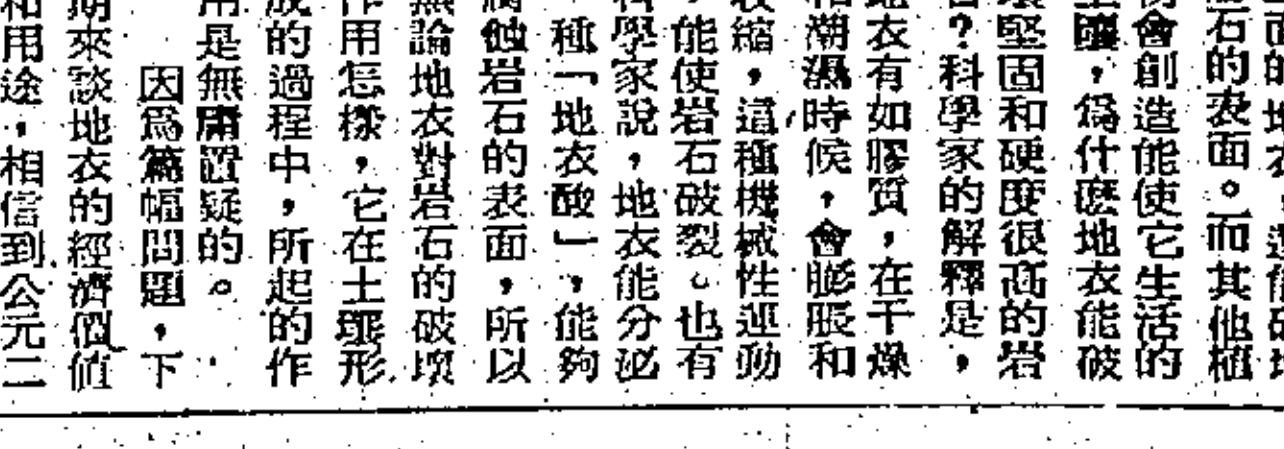 面的地衣，還能破壞
石的表面。而其他植
物會創造能使它生活的
土壤，爲什麽地衣能破
壞堅固和硬度很高的岩
石？科學家的解釋是，
地衣有如膠質，在干燥
和潮濕時候，會膨脹和
收縮，這種機械性運動
，能使岩石破裂。也有
科學家說，地衣能分泌
種「地衣酸」，能夠
腐蝕岩石的表面，所以
無論地衣對岩石的破壞
作用怎樣，它在土壤形
成的過程中，所起的作
用是無庸置疑的。
因爲篇幅問題，下
期來談地衣的經濟價值
和用途，相信到公元二